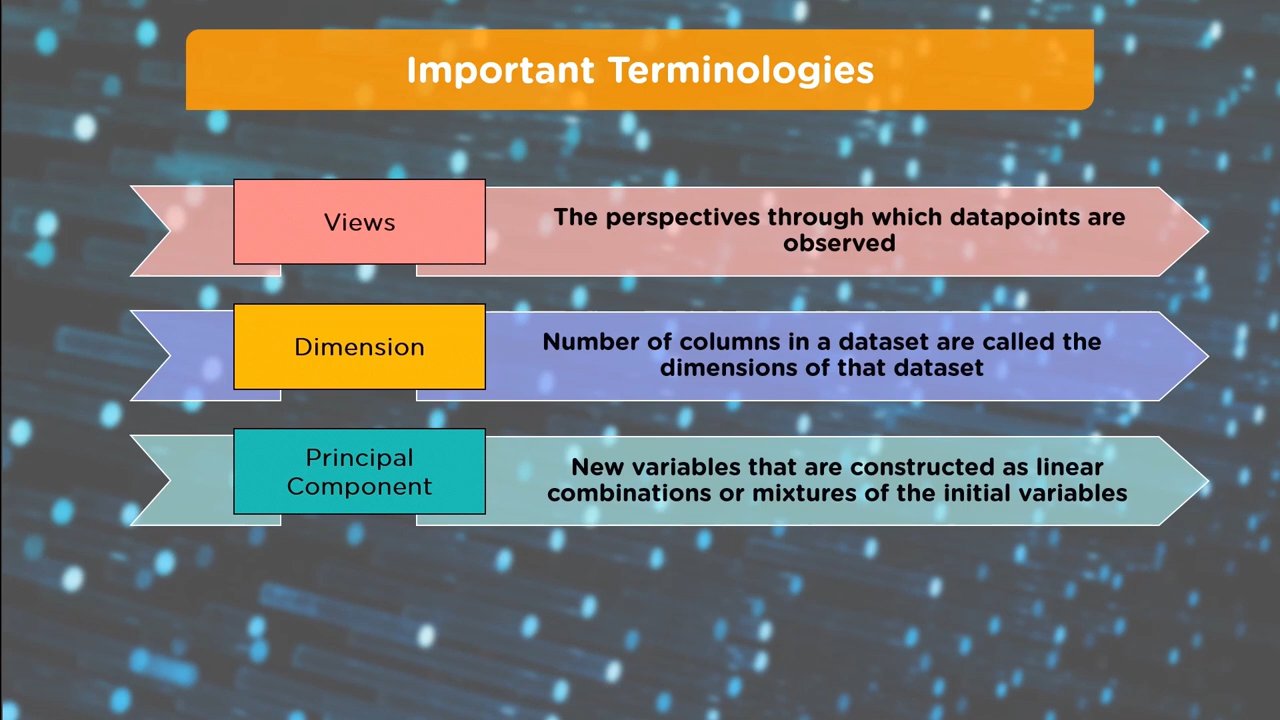 Important Terminologies
Views
The perspectives through which datapoints are
observed
Dimension
Number of columns in a dataset are called the
dimensions of that dataset
Principal
Component
New variables that are constructed as linear
combinations or mixtures of the initial variables